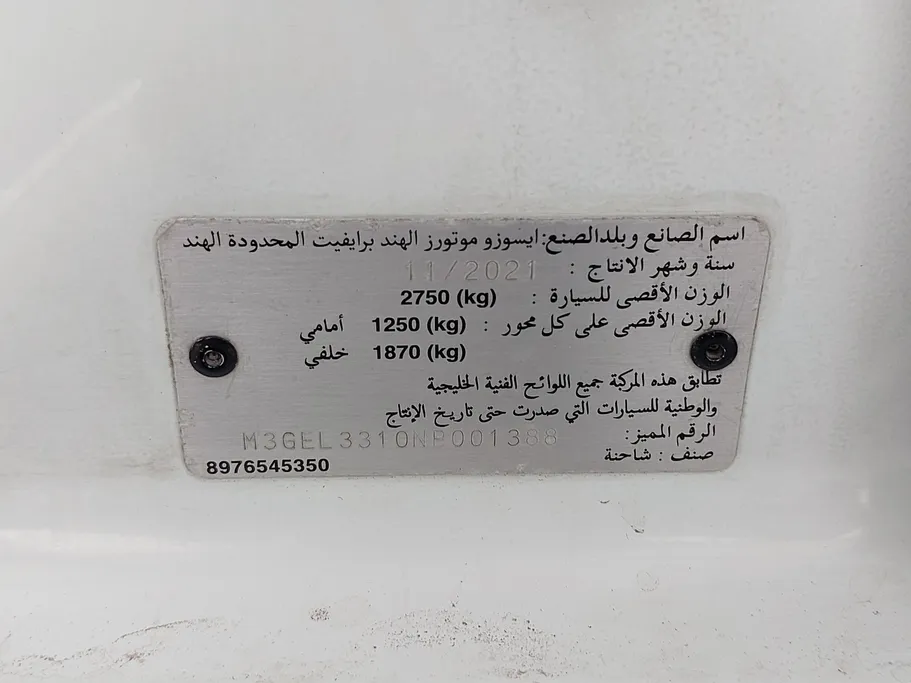 اسم الصانع وبلدالصنع: ايسوزو موتورز الهند برايفيت المحدودة الهند
سنة وشهر الانتاج : 11/2021
الوزن الأقصى للسيارة : 2750 (kg)
الوزن الأقصى على كل محور : 1250 (kg) أمامي
1870 (kg) خلفي
تطابق هذه المركبة جميع اللوائح الفنية الخليجية
والوطنية للسيارات التي صدرت حتى تاريخ الإنتاج
الرقم المميز: M3GEL3310NP001388
صنف : شاحنة
8976545350